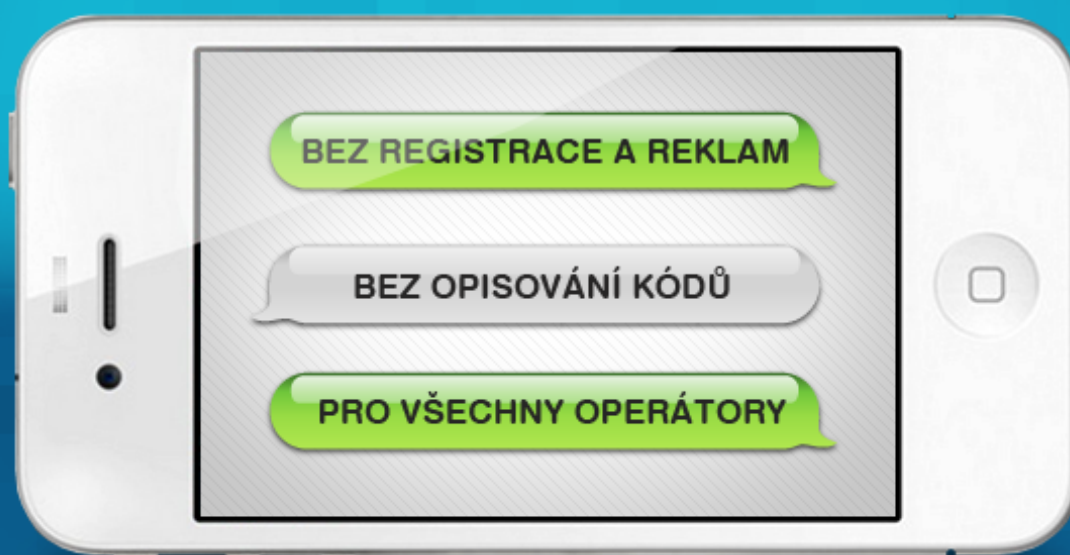 BEZ REGISTRACE A REKLAM
BEZ OPISOVÁNÍ KÓDŮ
PRO VŠECHNY OPERÁTORY